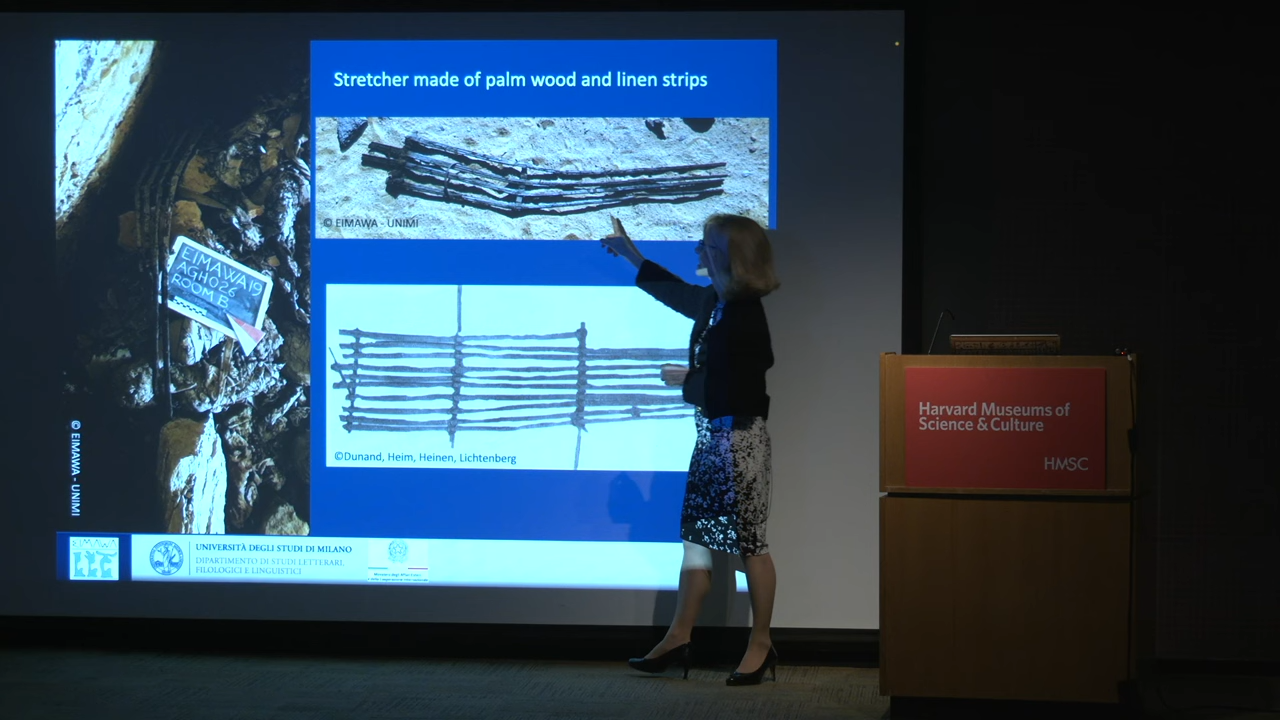 Stretcher made of palm wood and linen strips
© EIMAWA - UNIMI
EIMAWA19
AGH026
ROOM B
© EIMAWA - UNIMI
©Dunand, Heim, Heinen, Lichtenberg
EIMAWA
UNIVERSITÀ DEGLI STUDI DI MILANO
DIPARTIMENTO DI STUDI LETTERARI,
FILOLOGICI E LINGUISTICI
Harvard Museums of
Science & Culture
HMSC